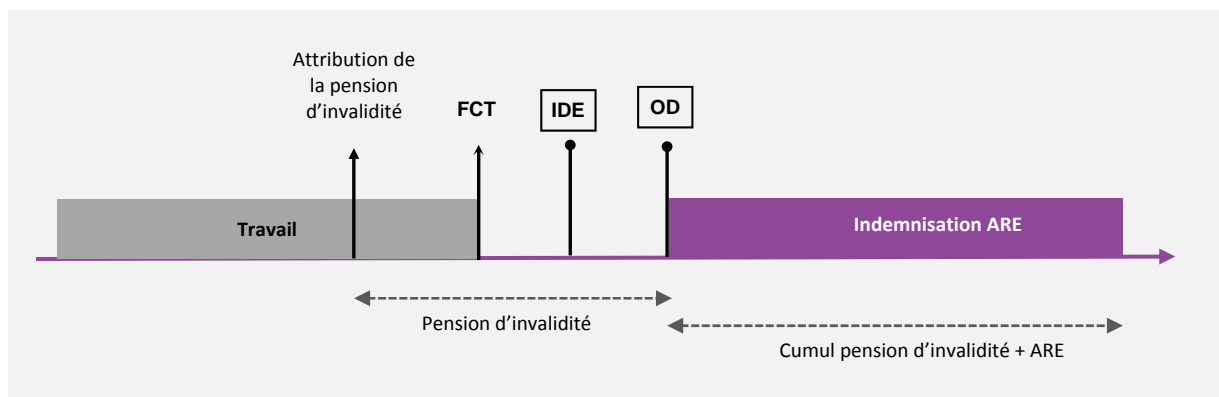 Attribution de
la pension
d’invalidité
FCT
IDE
OD
Travail
Indemnisation ARE
Pension d’invalidité
Cumul pension d’invalidité + ARE